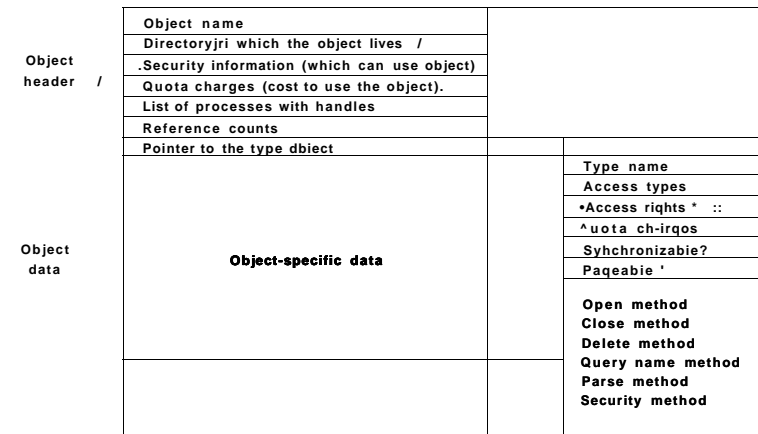 Object name
Directoryjri which the object lives /
Object
header /
.Security information (which can use object)
Quota charges (cost to use the object).
List of processes with handles
Reference counts
Pointer to the type dbiect
Type name
Access types
•Access riqhts * ::
^uota ch-irqos
Syhchronizabie?
Paqeabie '
Object
data
Object-specific data
Open method
Close method
Delete method
Query name method
Parse method
Security method